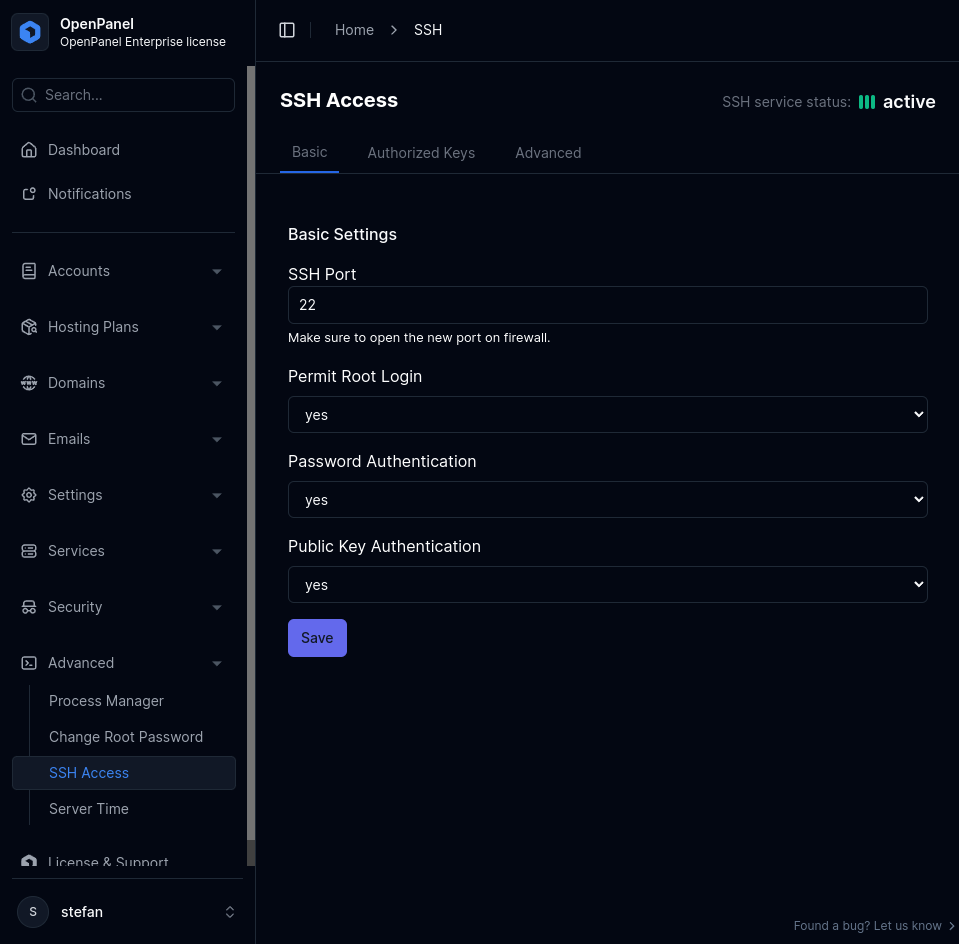 OpenPanel
OpenPanel Enterprise license
Search...
Dashboard
Notifications
Accounts
Hosting Plans
Domains
Emails
Settings
Services
Security
Advanced
Process Manager
Change Root Password
SSH Access
Server Time
License & Support
S
stefan
Home
SSH
SSH Access
SSH service status: active
Basic
Authorized Keys
Advanced
Basic Settings
SSH Port
22
Make sure to open the new port on firewall.
Permit Root Login
yes
Password Authentication
yes
Public Key Authentication
yes
Save
Found a bug? Let us know